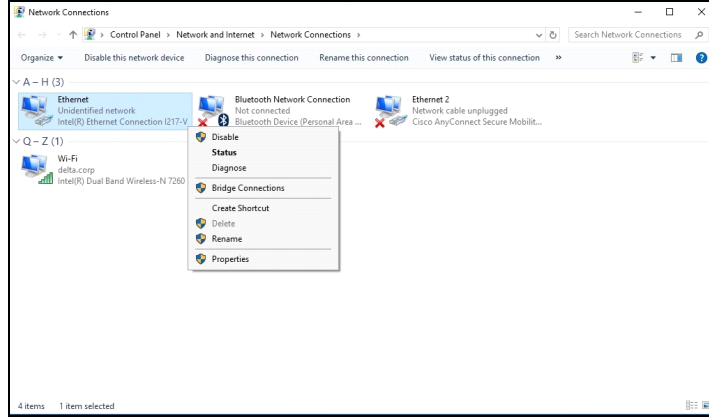 Network Connections
Control Panel › Network and Internet › Network Connections ›
Search Network Connections
Organize
Disable this network device
Diagnose this connection
Rename this connection
View status of this connection
»
A – H (3)
Ethernet
Unidentified network
Intel(R) Ethernet Connection I217-V
Bluetooth Network Connection
Not connected
Bluetooth Device (Personal Area ...
Ethernet 2
Network cable unplugged
Cisco AnyConnect Secure Mobilit...
Q – Z (1)
Wi-Fi
delta.corp
Intel(R) Dual Band Wireless-N 7260
Disable
Status
Diagnose
Bridge Connections
Create Shortcut
Delete
Rename
Properties
4 items 1 item selected